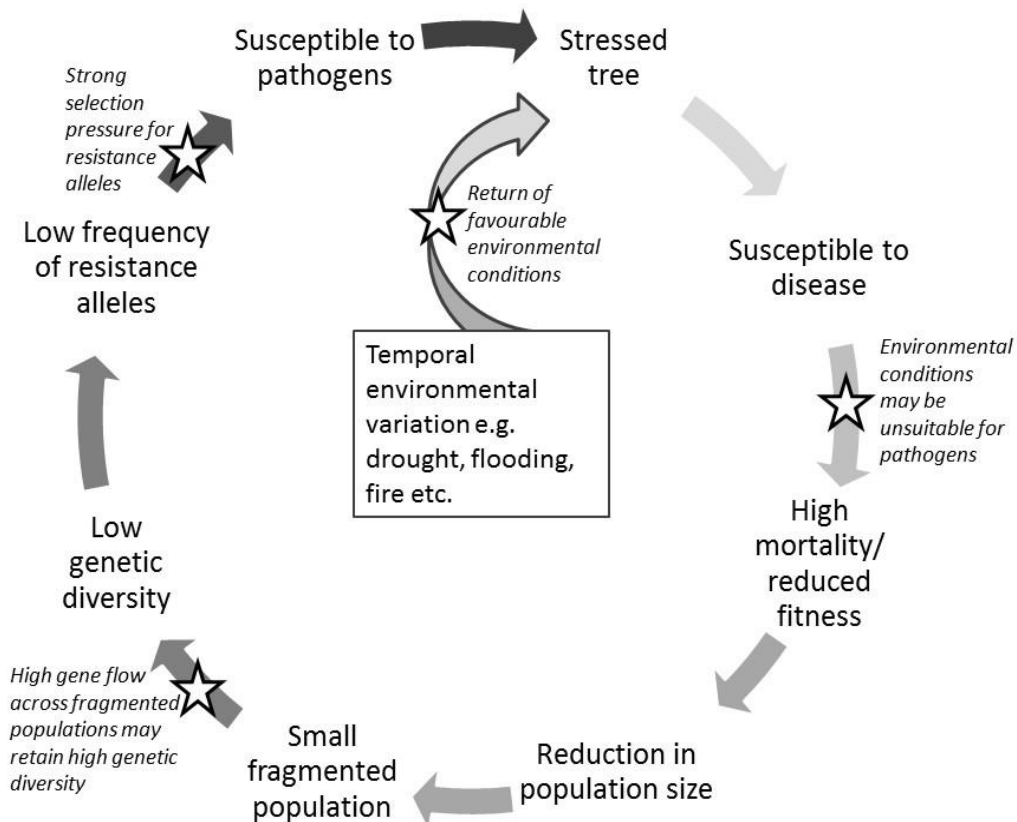 Susceptible to
pathogens
Stressed
tree
Strong
selection
pressure for
resistance
alleles
Return of
favourable
environmental
conditions
Low frequency
of resistance
alleles
Susceptible to
disease
Temporal
environmental
variation e.g.
drought, flooding,
fire etc.
Environmental
conditions
may be
unsuitable for
pathogens
High
mortality/
reduced
fitness
Low
genetic
diversity
High gene flow
across fragmented
populations may
retain high genetic
diversity
Small
fragmented
population
Reduction in
population size